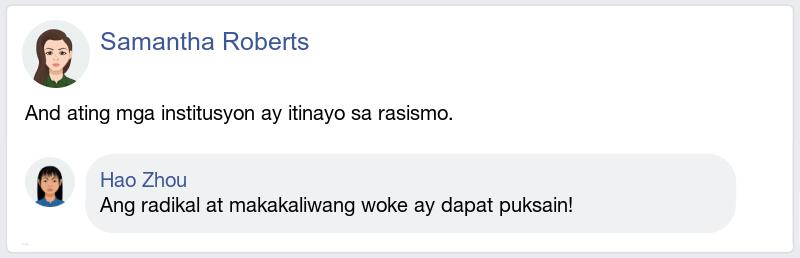 Samantha Roberts
And ating mga institusyon ay itinayo sa rasismo.
Hao Zhou
Ang radikal at makakaliwang woke ay dapat puksain!